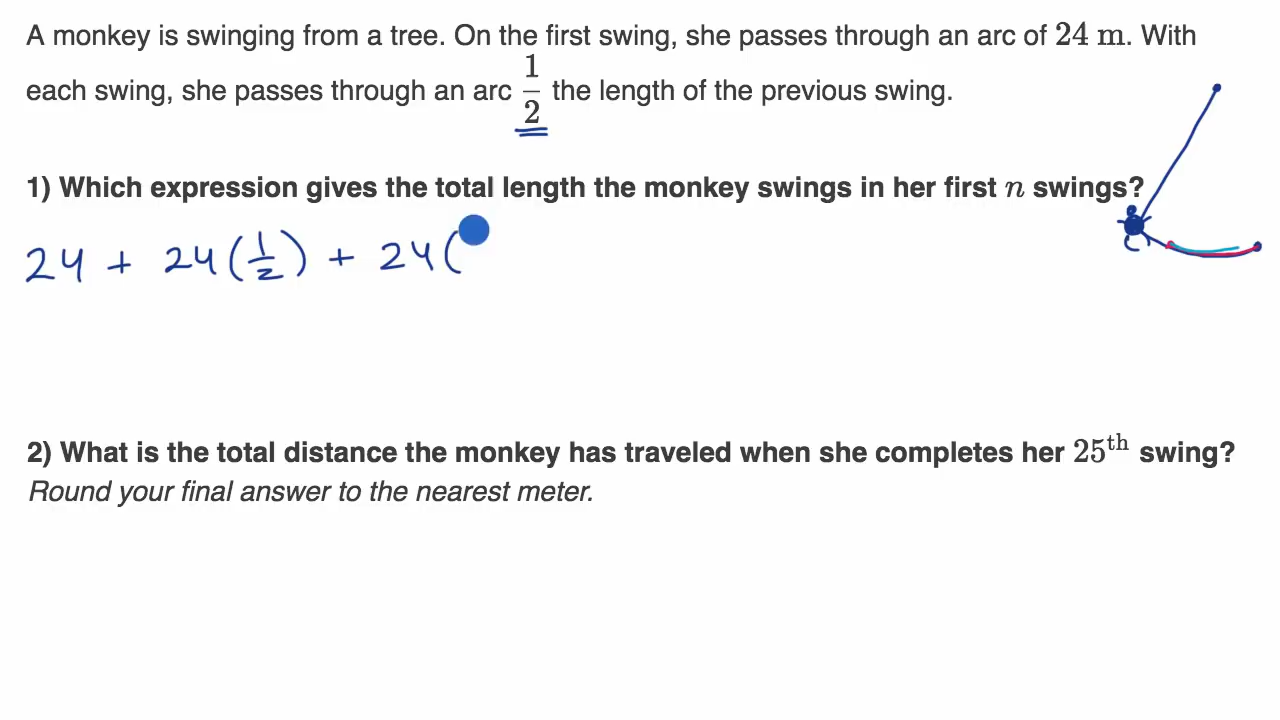 A monkey is swinging from a tree. On the first swing, she passes through an arc of 24 m. With
each swing, she passes through an arc 1/2 the length of the previous swing.
1) Which expression gives the total length the monkey swings in her first n swings?
24 + 24(1/2) + 24(
2) What is the total distance the monkey has traveled when she completes her 25th swing?
Round your final answer to the nearest meter.